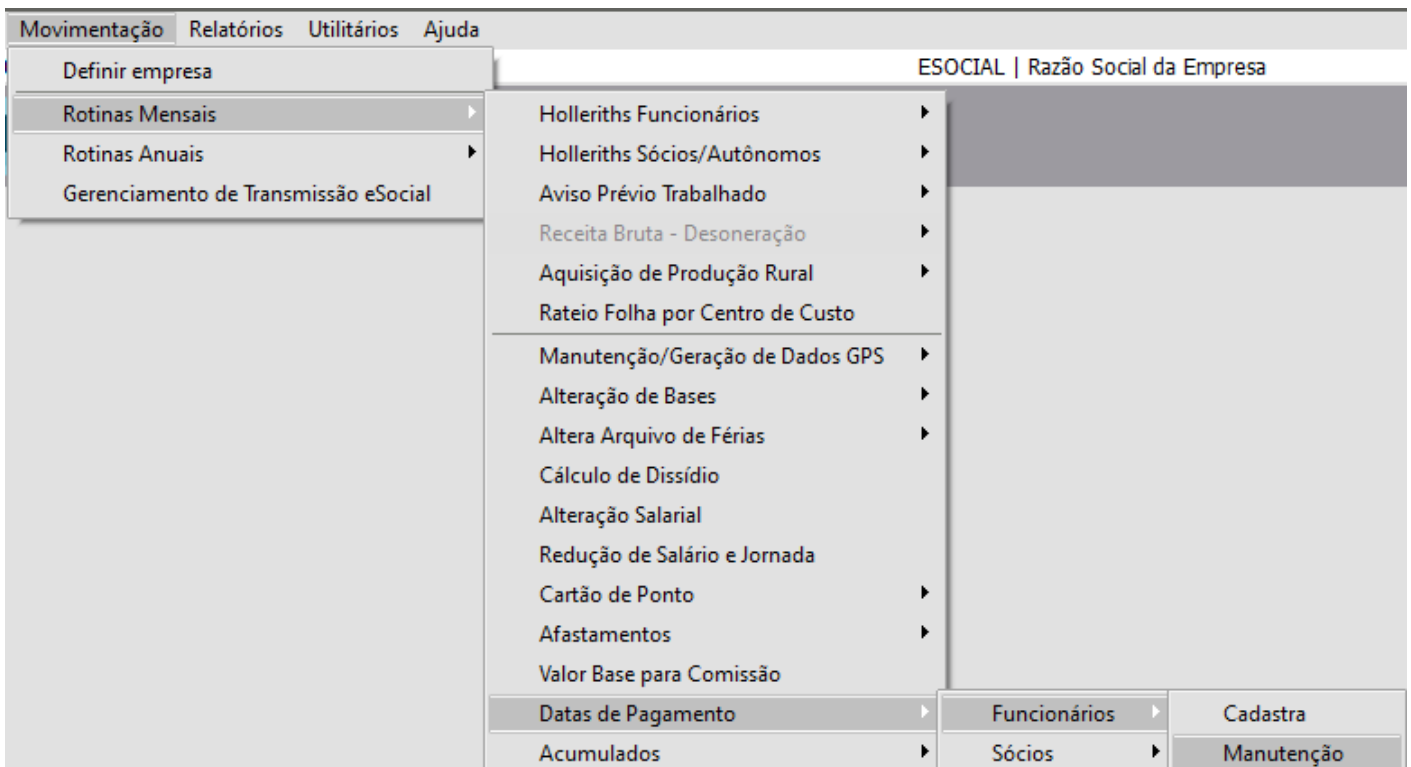 Movimentação Relatórios Utilitários Ajuda
Definir empresa
ESOCIAL | Razão Social da Empresa
Rotinas Mensais
Rotinas Anuais
Gerenciamento de Transmissão eSocial
Holleriths Funcionários
Holleriths Sócios/Autônomos
Aviso Prévio Trabalhado
Receita Bruta - Desoneração
Aquisição de Produção Rural
Rateio Folha por Centro de Custo
Manutenção/Geração de Dados GPS
Alteração de Bases
Altera Arquivo de Férias
Cálculo de Dissídio
Alteração Salarial
Redução de Salário e Jornada
Cartão de Ponto
Afastamentos
Valor Base para Comissão
Datas de Pagamento
Acumulados
Funcionários
Sócios
Cadastra
Manutenção